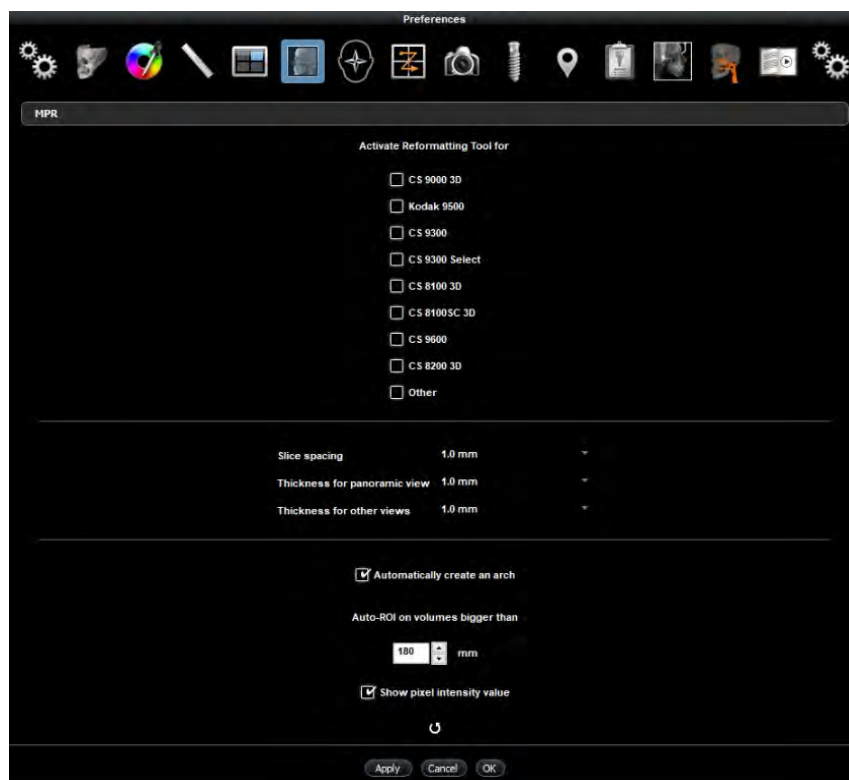 Preferences
MPR
Activate Reformatting Tool for
CS 9000 3D
Kodak 9500
CS 9300
CS 9300 Select
CS 8100 3D
CS 8100SC 3D
CS 9600
CS 8200 3D
Other
Slice spacing 1.0 mm
Thickness for panoramic view 1.0 mm
Thickness for other views 1.0 mm
Automatically create an arch
Auto-ROI on volumes bigger than
180 mm
Show pixel intensity value
Apply Cancel OK